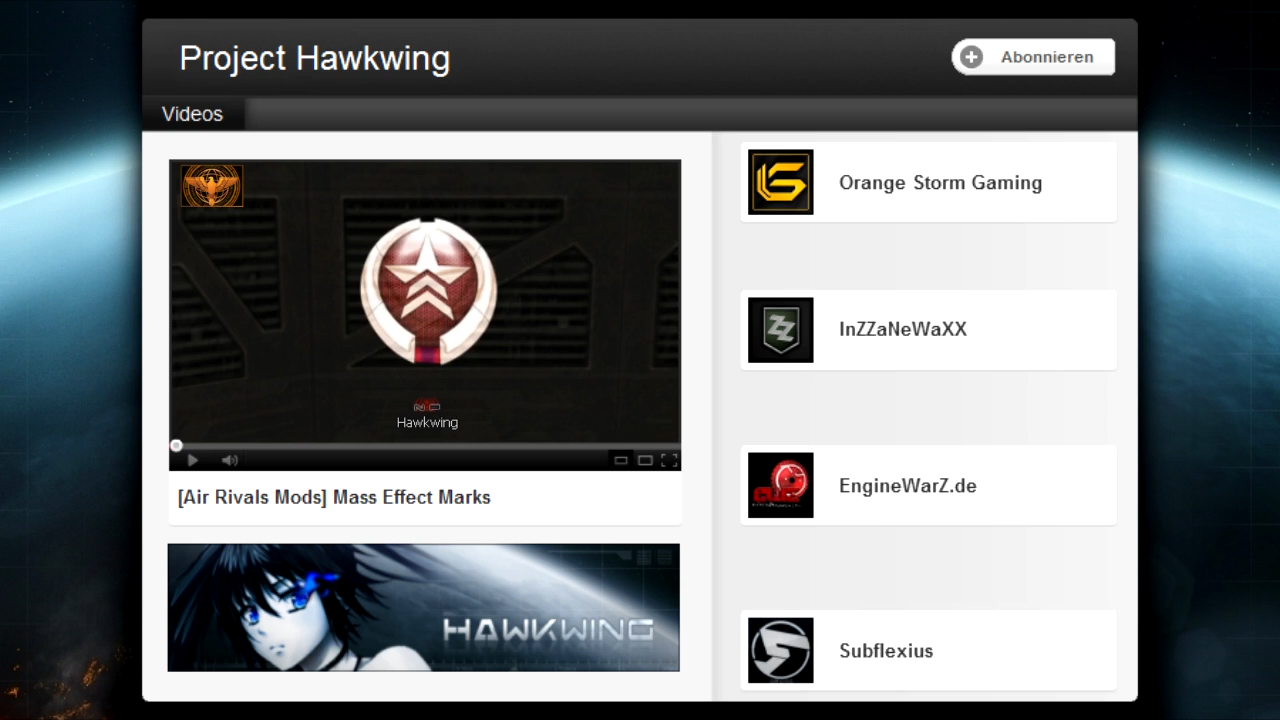 Project Hawkwing
Abonnieren
Videos
Hawkwing
[Air Rivals Mods] Mass Effect Marks
HAWKWING
Orange Storm Gaming
InZZaNeWaXX
EngineWarZ.de
Subflexius